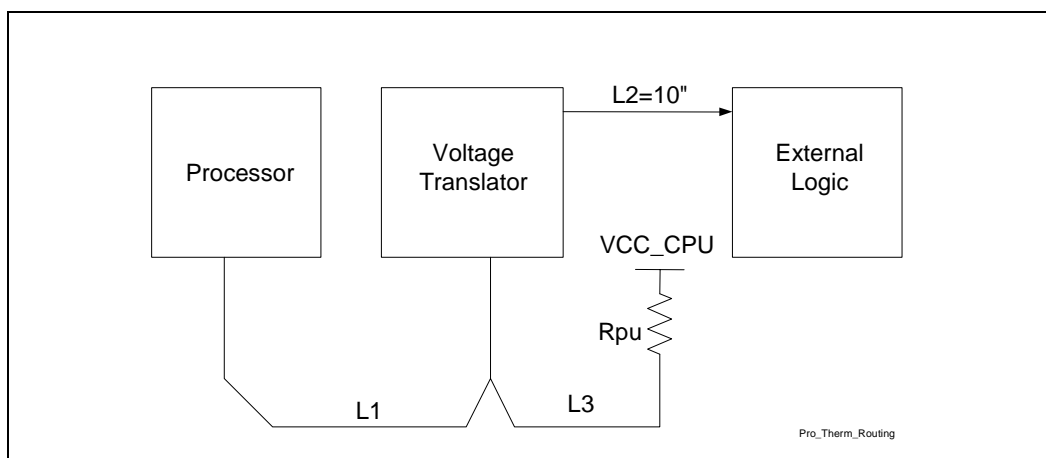 L2=10"
Processor
Voltage
Translator
External
Logic
VCC_CPU
Rpu
L1
L3
Pro_Therm_Routing